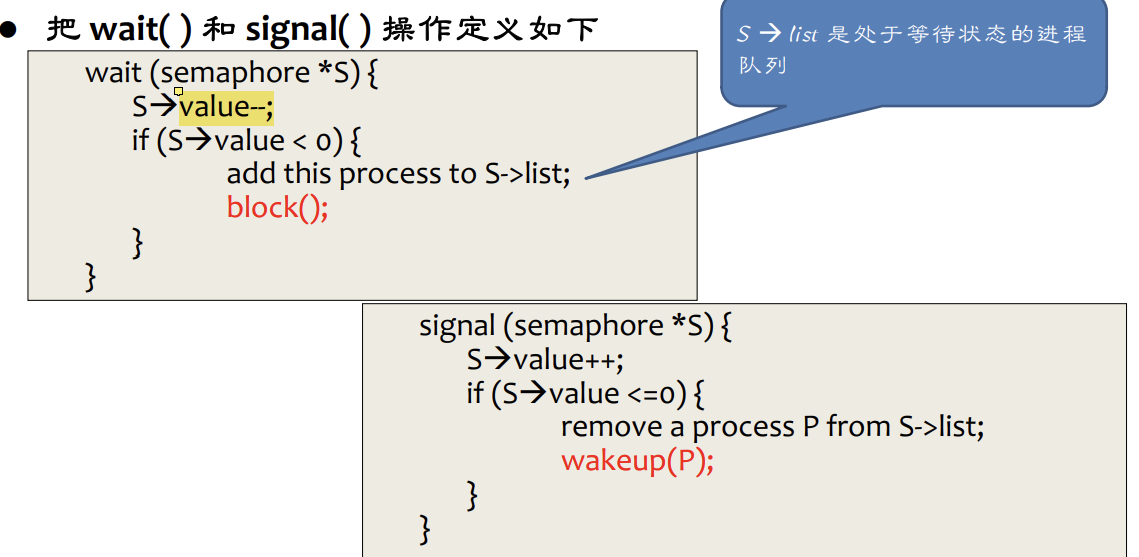 ● 把 wait( ) 和 signal( ) 操作定义如下
S → list 是处于等待状态的进程
队列
wait (semaphore *S) {
S→value--;
if (S→value < 0) {
add this process to S->list;
block();
}
}
signal (semaphore *S) {
S→value++;
if (S→value <=0) {
remove a process P from S->list;
wakeup(P);
}
}